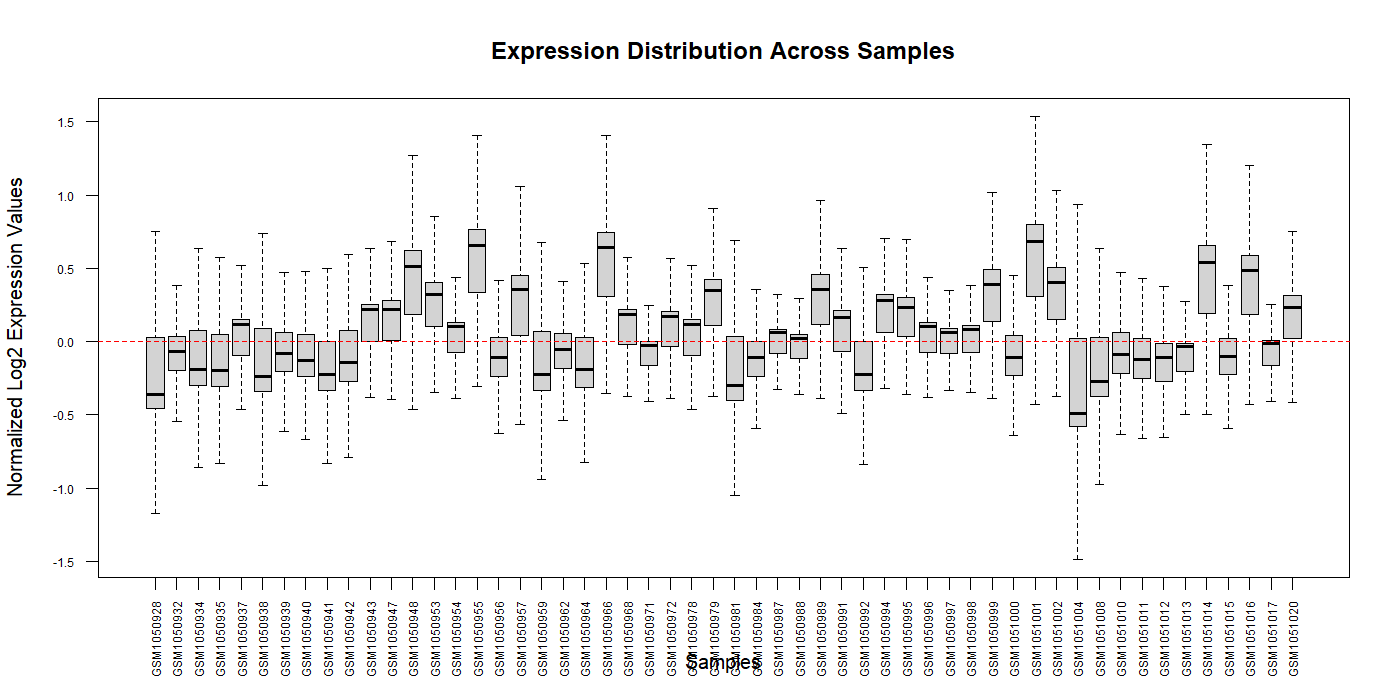 Expression Distribution Across Samples
Normalized Log2 Expression Values
1.5
1.0
0.5
0.0
-0.5
-1.0
-1.5
GSM1050928
GSM1050932
GSM1050934
GSM1050935
GSM1050937
GSM1050938
GSM1050939
GSM1050940
GSM1050941
GSM1050942
GSM1050943
GSM1050947
GSM1050948
GSM1050953
GSM1050954
GSM1050955
GSM1050956
GSM1050957
GSM1050959
GSM1050962
GSM1050964
GSM1050966
GSM1050968
GSM1050971
GSM1050972
GSM1050978
GSM1050979
GSM1050981
GSM1050984
GSM1050987
GSM1050988
GSM1050989
GSM1050991
GSM1050992
GSM1050994
GSM1050995
GSM1050996
GSM1050997
GSM1050998
GSM1050999
GSM1051000
GSM1051001
GSM1051002
GSM1051004
GSM1051008
GSM1051010
GSM1051011
GSM1051012
GSM1051013
GSM1051014
GSM1051015
GSM1051016
GSM1051017
GSM1051020
Samples